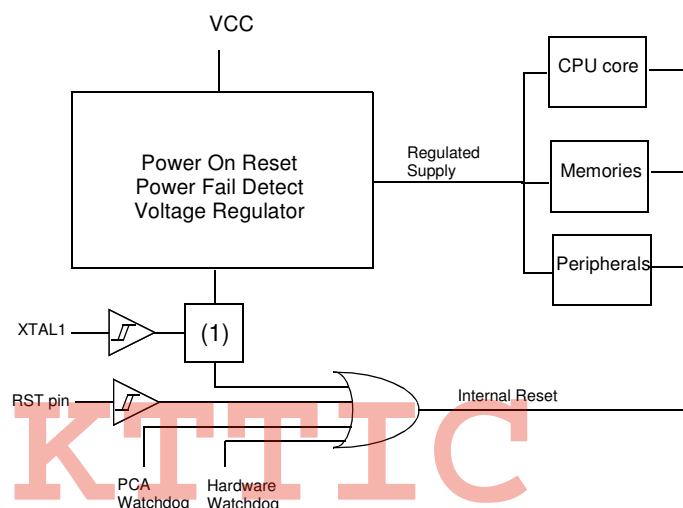 VCC
CPU core
Power On Reset
Power Fail Detect
Voltage Regulator
Regulated
Supply
Memories
Peripherals
XTAL1
(1)
RST pin
Internal Reset
KTTIC
PCA
Watchdog
Hardware
Watchdog